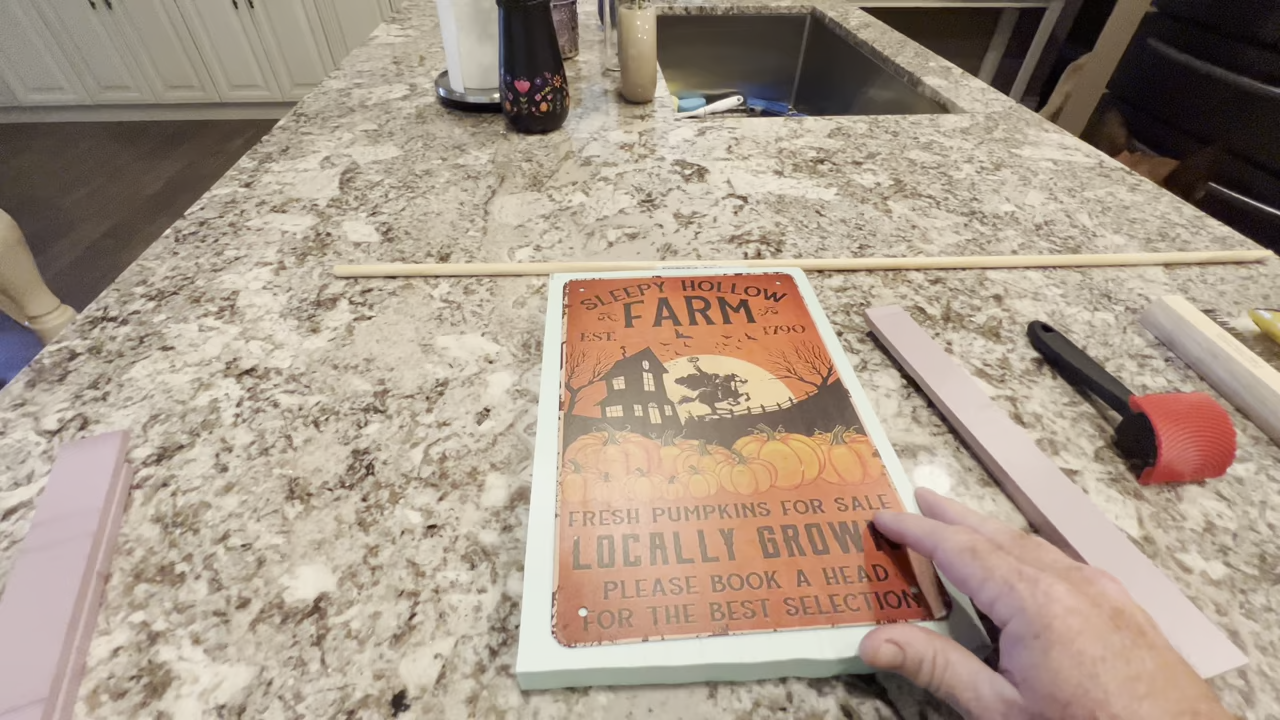 SLEEPY HOLLOW
FARM
EST. 1790
FRESH PUMPKINS FOR SALE
LOCALLY GROWN
PLEASE BOOK A HEAD
FOR THE BEST SELECTION